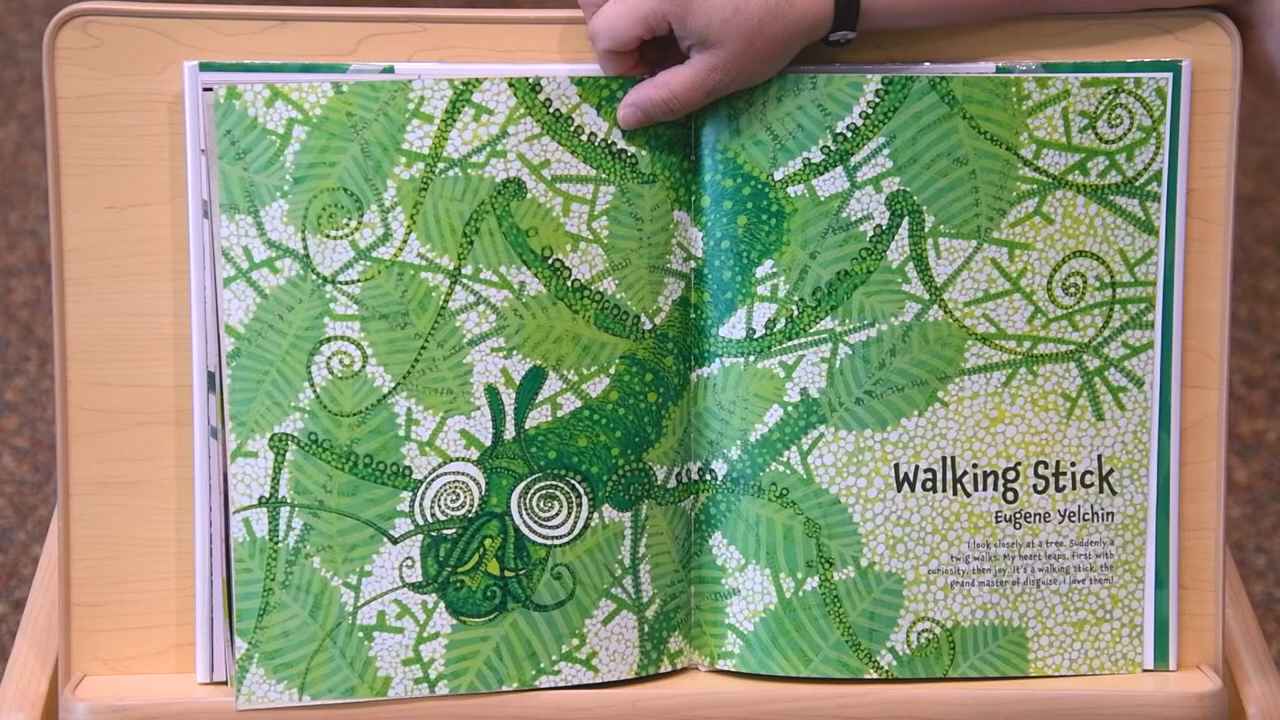 Walking Stick
Eugene Yelchin
I look closely at a tree. Suddenly a
twig walks. My heart leaps, first with
curiosity, then joy. It's a walking stick, the
grand master of disguise. I love them!